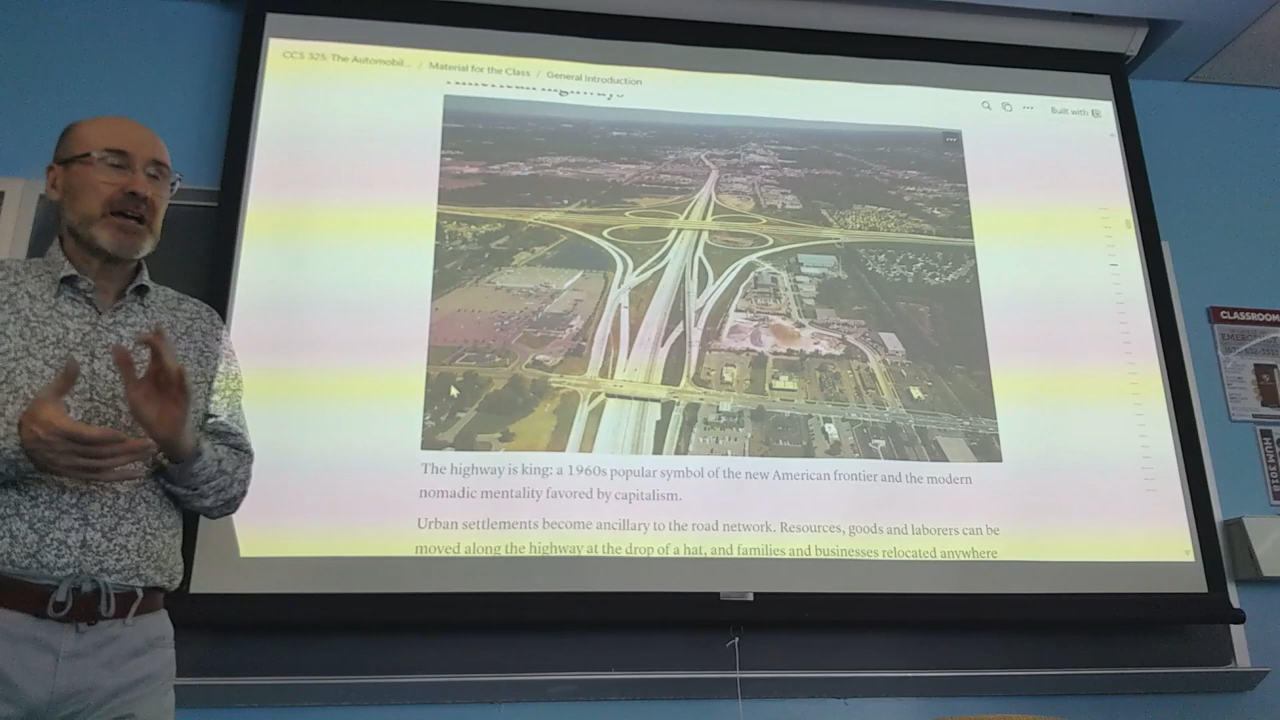 CCS 325: The Automobil... / Material for the Class / General Introduction
Built with
The highway is king: a 1960s popular symbol of the new American frontier and the modern
nomadic mentality favored by capitalism.
Urban settlements become ancillary to the road network. Resources, goods and laborers can be
moved along the highway at the drop of a hat, and families and businesses relocated anywhere
CLASSROOM
HUM 3018